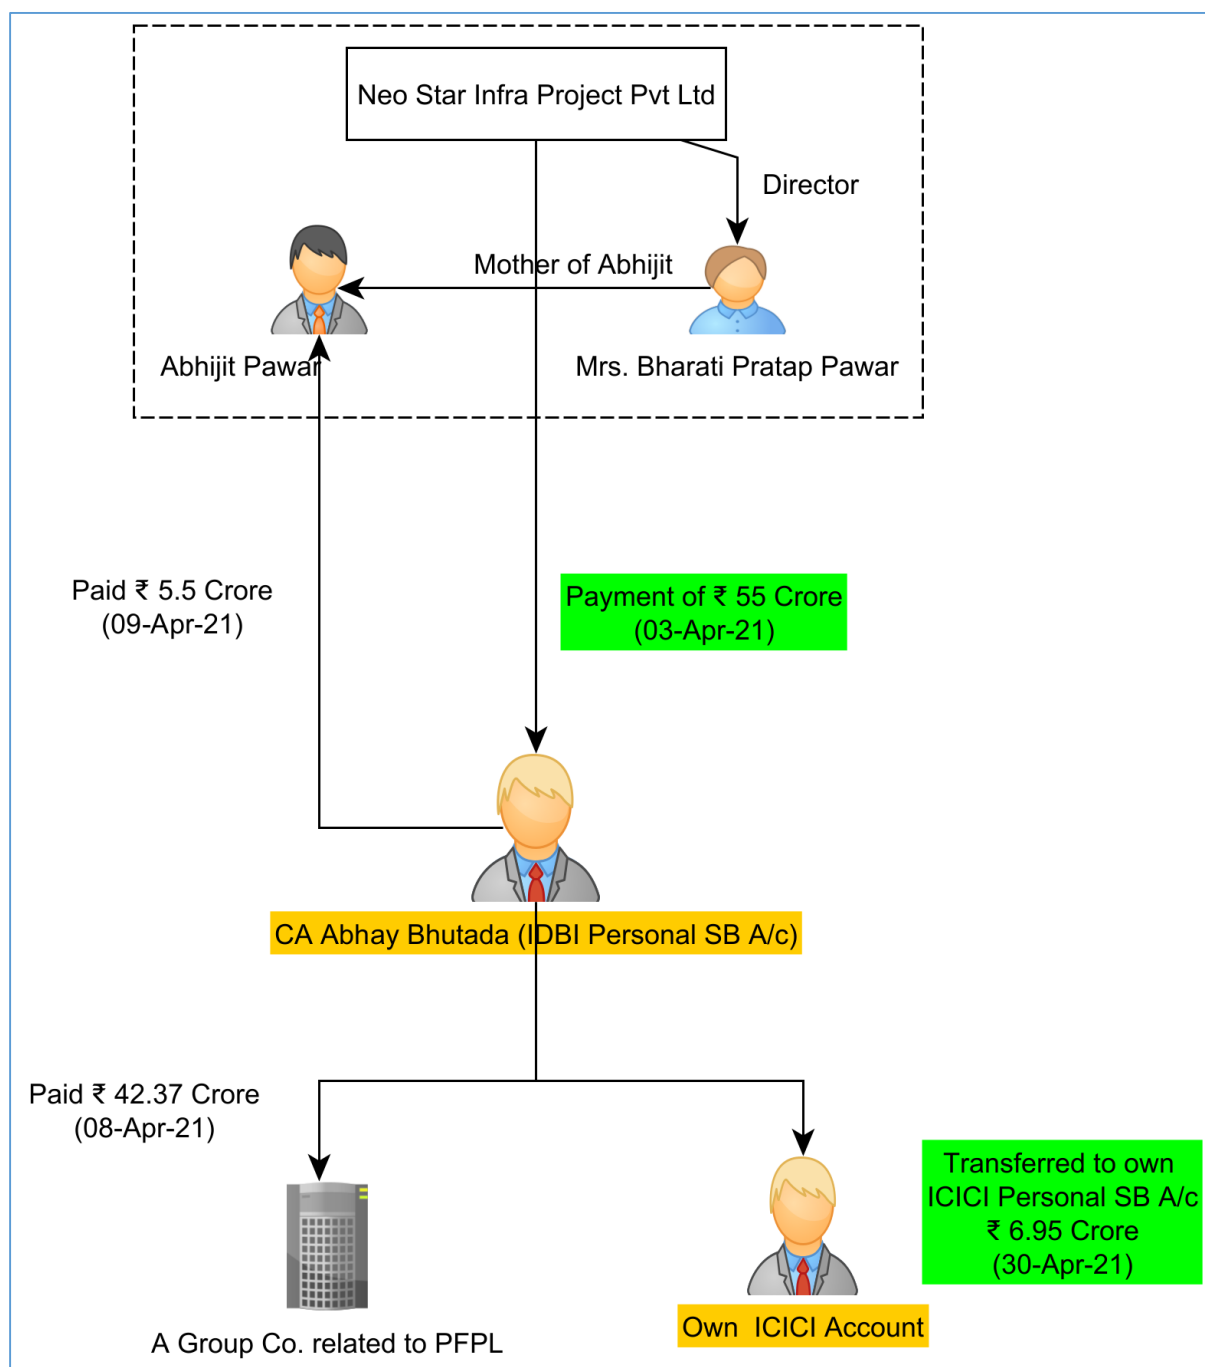 Neo Star Infra Project Pvt Ltd
Director
Mother of Abhijit
Abhijit Pawar
Mrs. Bharati Pratap Pawar
Paid ₹ 5.5 Crore
(09-Apr-21)
Payment of ₹ 55 Crore
(03-Apr-21)
CA Abhay Bhutada (IDBI Personal SB A/c)
Paid ₹ 42.37 Crore
(08-Apr-21)
Transferred to own
ICICI Personal SB A/c
₹ 6.95 Crore
(30-Apr-21)
A Group Co. related to PFPL
Own  ICICI Account